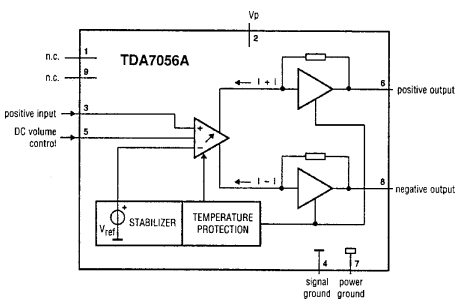 Vp
2
n.c. 1
TDA7056A
n.c. 9
I + i
6 positive output
positive input 3
+
DC volume control 5
−
I − i
8 negative output
+
Vref
STABILIZER
TEMPERATURE PROTECTION
4
7
signal ground
power ground